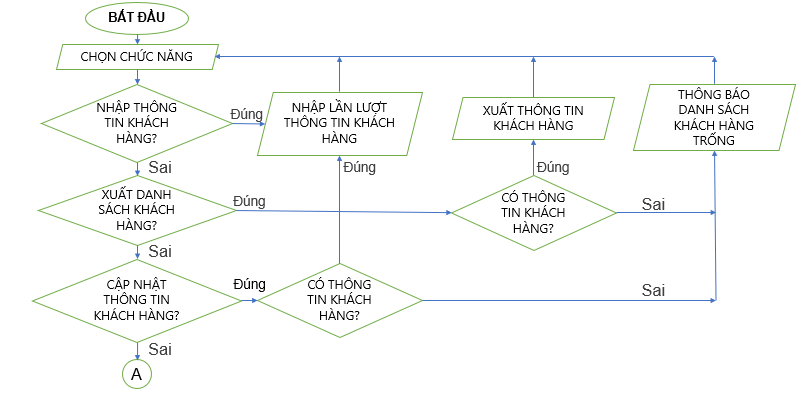 BẮT ĐẦU
CHỌN CHỨC NĂNG
NHẬP THÔNG
TIN KHÁCH
HÀNG?
Đúng
NHẬP LẦN LƯỢT
THÔNG TIN KHÁCH
HÀNG
XUẤT THÔNG TIN
KHÁCH HÀNG
THÔNG BÁO
DANH SÁCH
KHÁCH HÀNG
TRỐNG
Sai
Đúng
Đúng
XUẤT DANH
SÁCH KHÁCH
HÀNG?
Đúng
CÓ THÔNG
TIN KHÁCH
HÀNG?
Sai
Sai
CẬP NHẬT
THÔNG TIN
KHÁCH HÀNG?
Đúng
CÓ THÔNG
TIN KHÁCH
HÀNG?
Sai
Sai
A